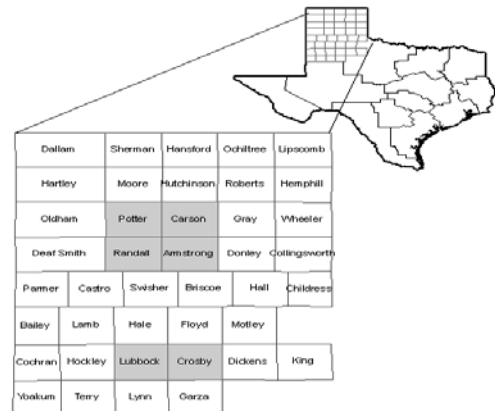 Dallam Sherman Hansford Ochiltree Lipscomb
Hartley Moore Hutchinson Roberts Hemphill
Oldham Potter Carson Gray Wheeler
Deaf Smith Randall Armstrong Donley Collingsworth
Parmer Castro Swisher Briscoe Hall Childress
Bailey Lamb Hale Floyd Motley
Cochran Hockley Lubbock Crosby Dickens King
Yoakum Terry Lynn Garza